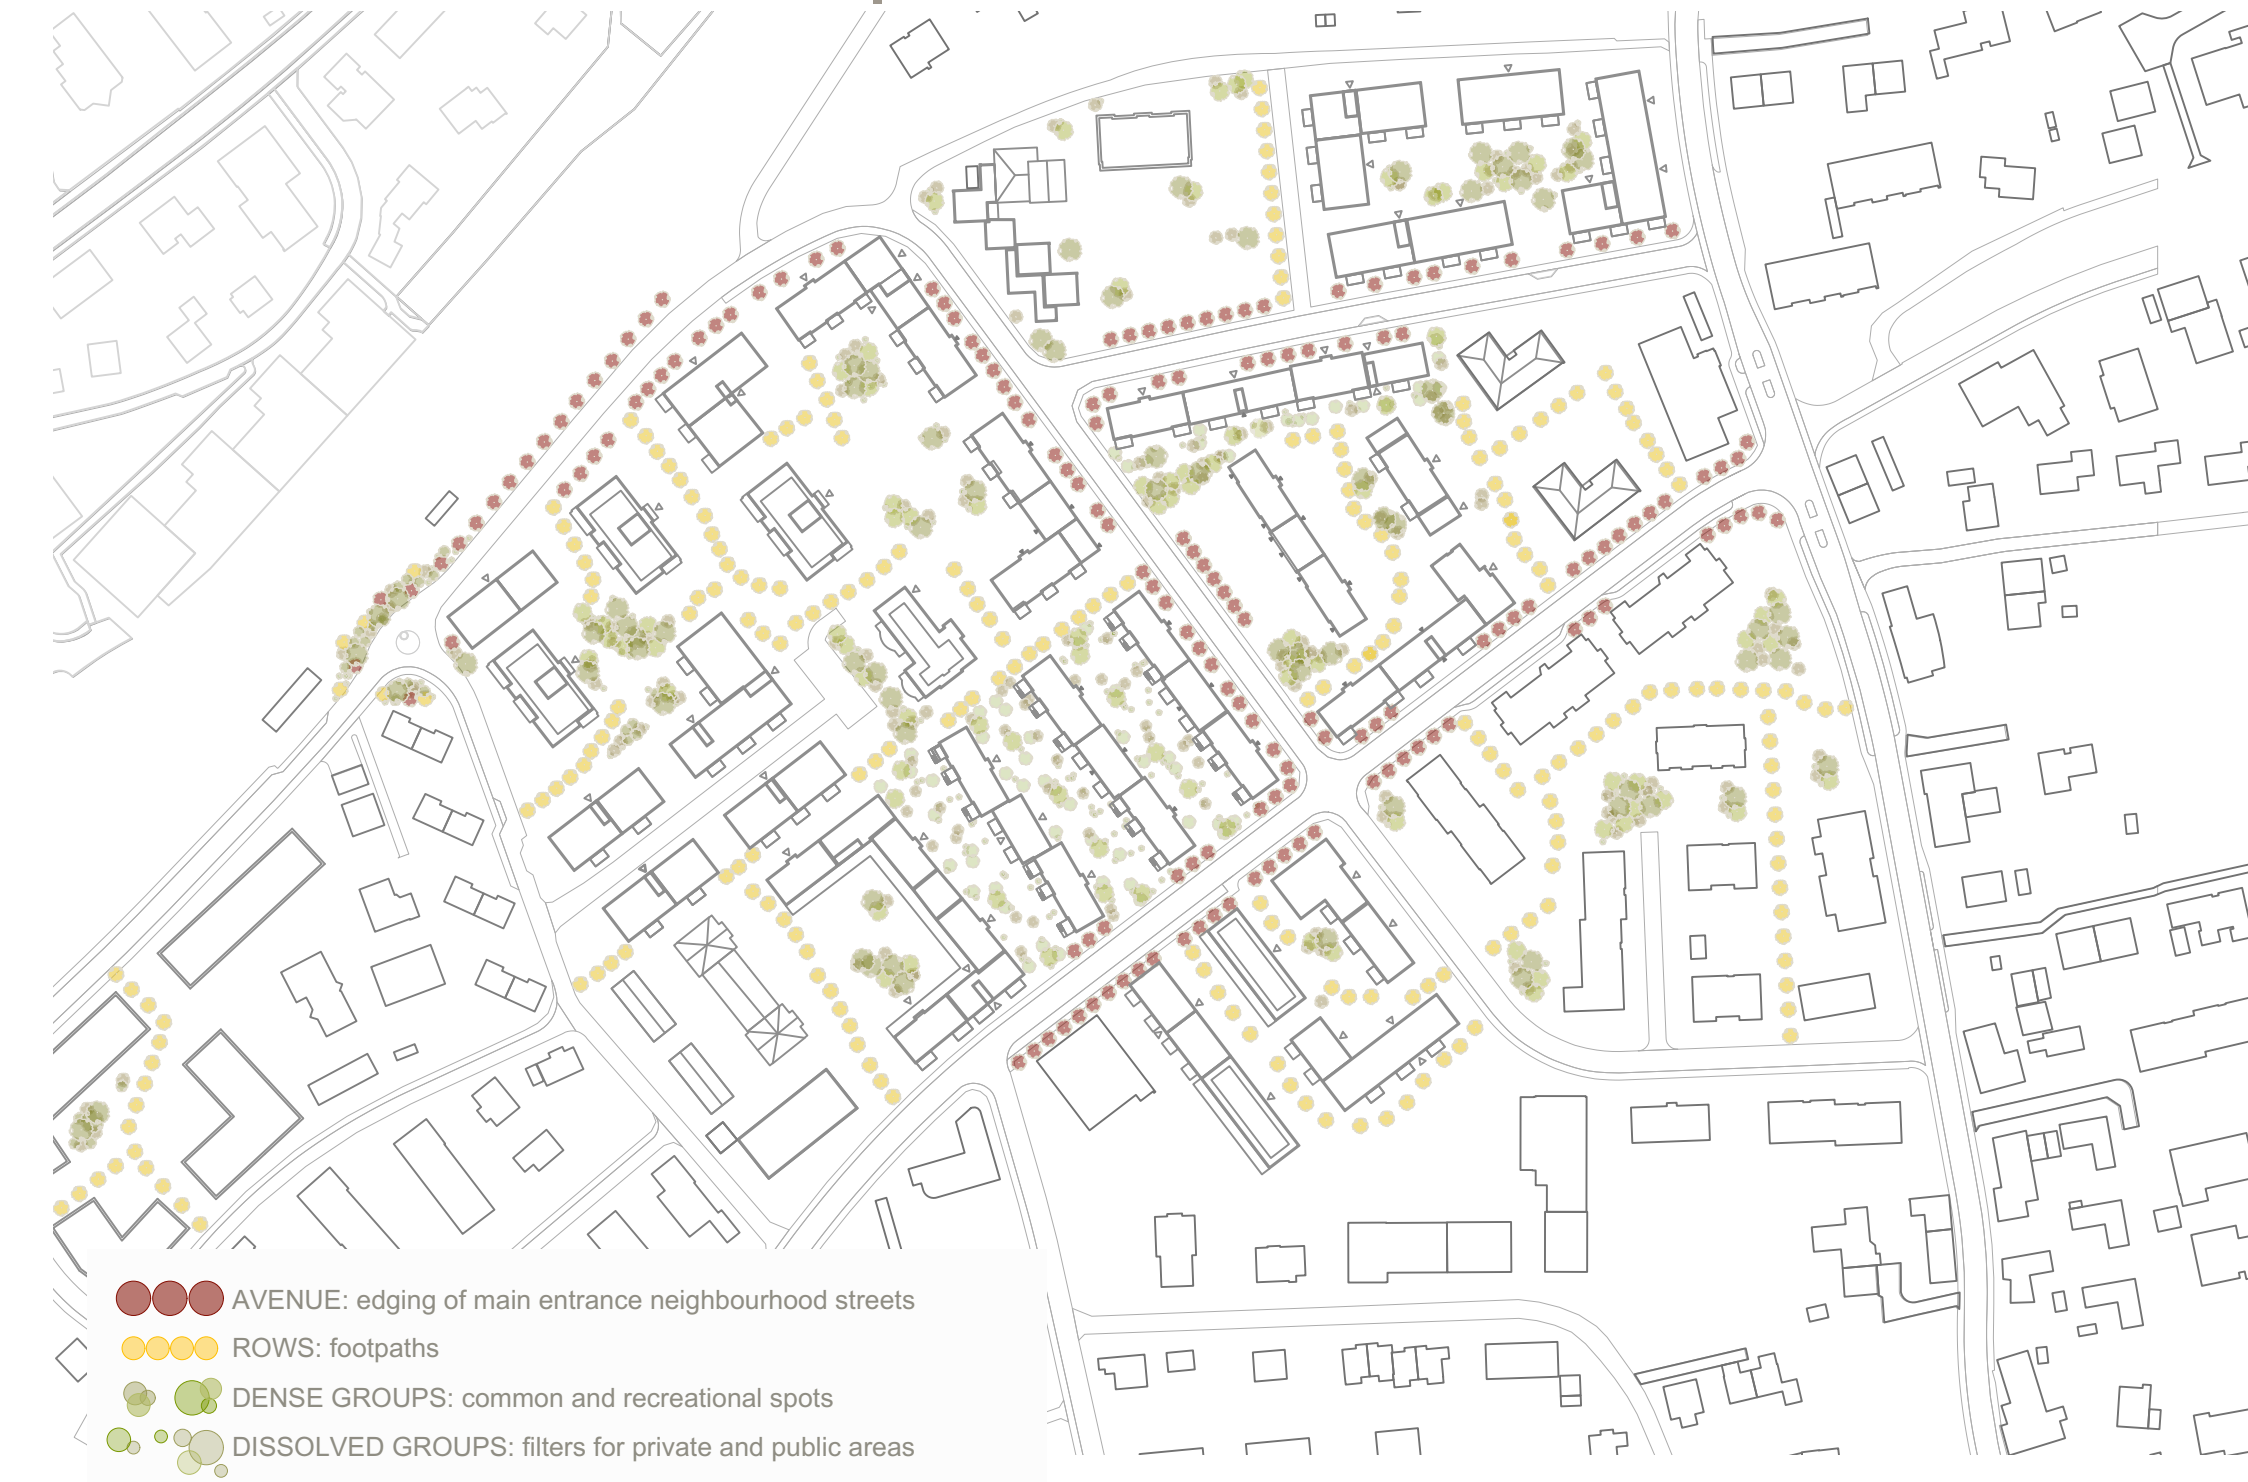 AVENUE: edging of main entrance neighbourhood streets
ROWS: footpaths
DENSE GROUPS: common and recreational spots
DISSOLVED GROUPS: filters for private and public areas